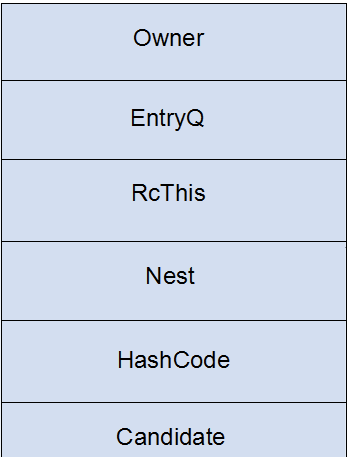 Owner
EntryQ
RcThis
Nest
HashCode
Candidate